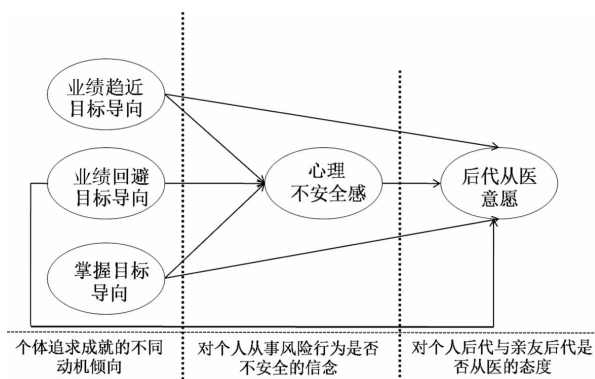 业绩趋近
目标导向
业绩回避
目标导向
掌握目标
导向
心理
不安全感
后代从医
意愿
个体追求成就的不同
动机倾向
对个人从事风险行为是否
不安全的信念
对个人后代与亲友后代是
否从医的态度